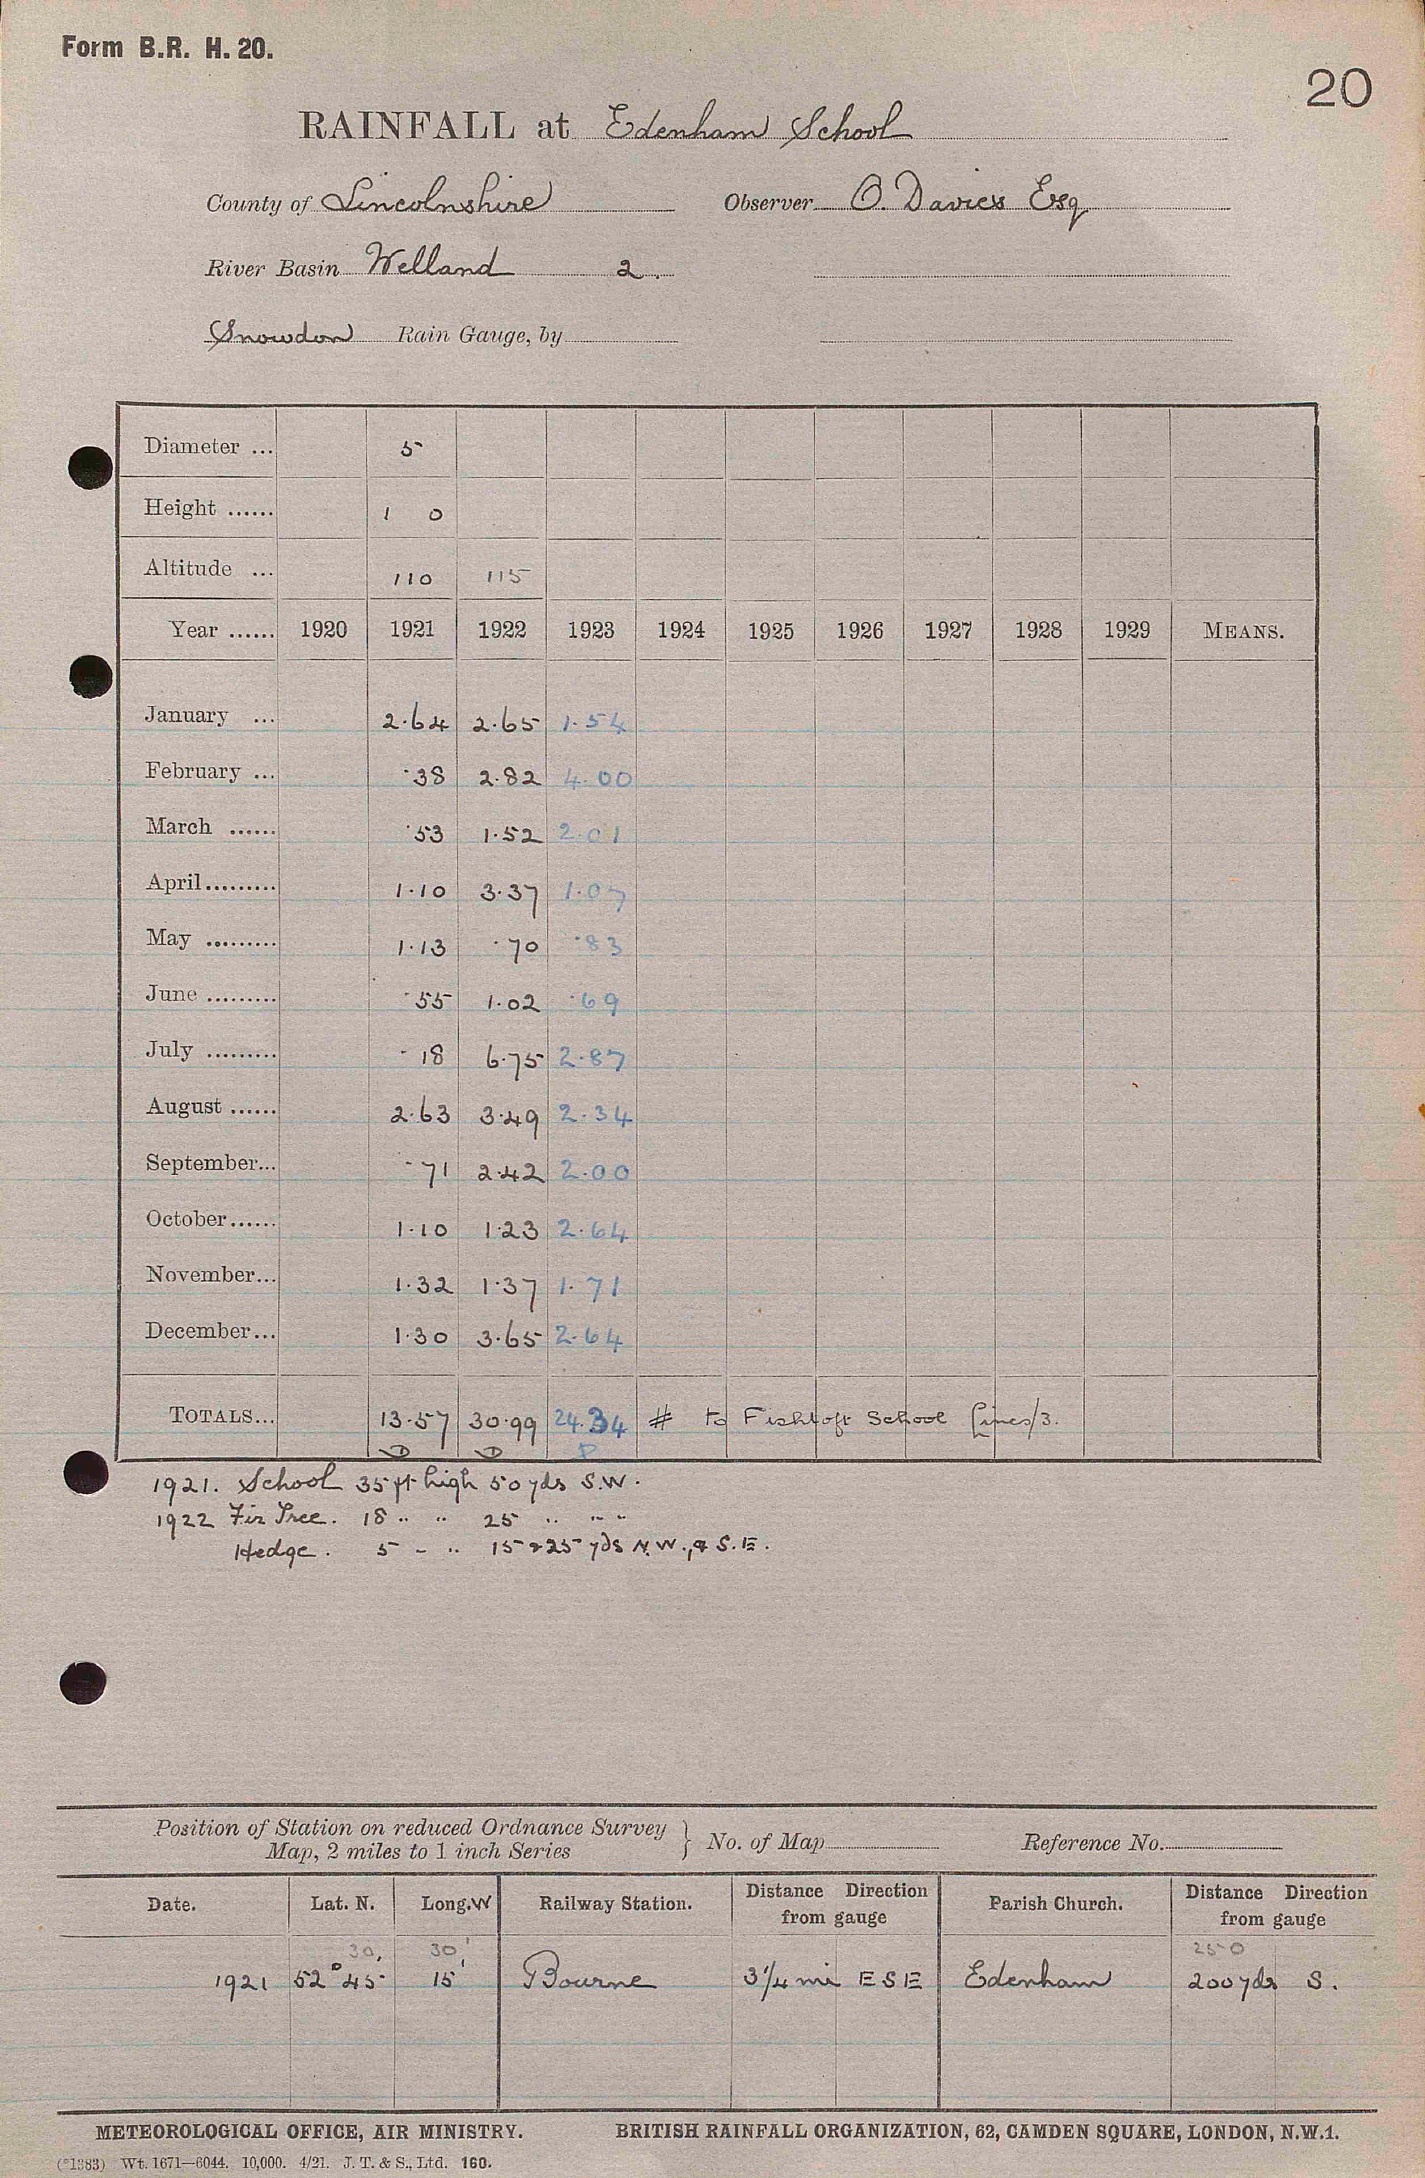 Form B.R. H. 20.
20
RAINFALL at Edenham School
County of Lincolnshire Observer O. Davies Esq
River Basin Welland 2.
Snowdon Rain Gauge, by
Diameter ... 5
Height ...... 1 0
Altitude ... 110 115
Year ...... 1920 1921 1922 1923 1924 1925 1926 1927 1928 1929 MEANS.
January ... 2.64 2.65 1.54
February ... .38 2.82 4.00
March ...... .53 1.52 2.01
April ......... 1.10 3.37 1.07
May ......... 1.13 .70 .83
June ......... .55 1.02 .69
July ......... .18 6.75 2.87
August ...... 2.63 3.49 2.34
September... .71 2.42 2.00
October ...... 1.10 1.23 2.64
November... 1.32 1.37 1.71
December... 1.30 3.65 2.64
TOTALS... 13.57 30.99 24.34 # to Fishtoft School Lincs/3.
D D D
1921. School 35 ft high 50 yds S.W.
1922 Fir Tree. 18 .. .. 25 .. .. ..
Hedge. 5 .. .. 15 & 25 yds N.W., & S.E.
Position of Station on reduced Ordnance Survey
Map, 2 miles to 1 inch Series } No. of Map Reference No.
Date. Lat. N. Long. W Railway Station. Distance Direction from gauge Parish Church. Distance Direction from gauge
30, 30' 250
1921 52° 45 15' Bourne 3¼ mi ESE Edenham 200 yds S.
METEOROLOGICAL OFFICE, AIR MINISTRY. BRITISH RAINFALL ORGANIZATION, 62, CAMDEN SQUARE, LONDON, N.W.1.
(*1383) Wt. 1671—6044. 10,000. 4/21. J. T. & S., Ltd. 160.